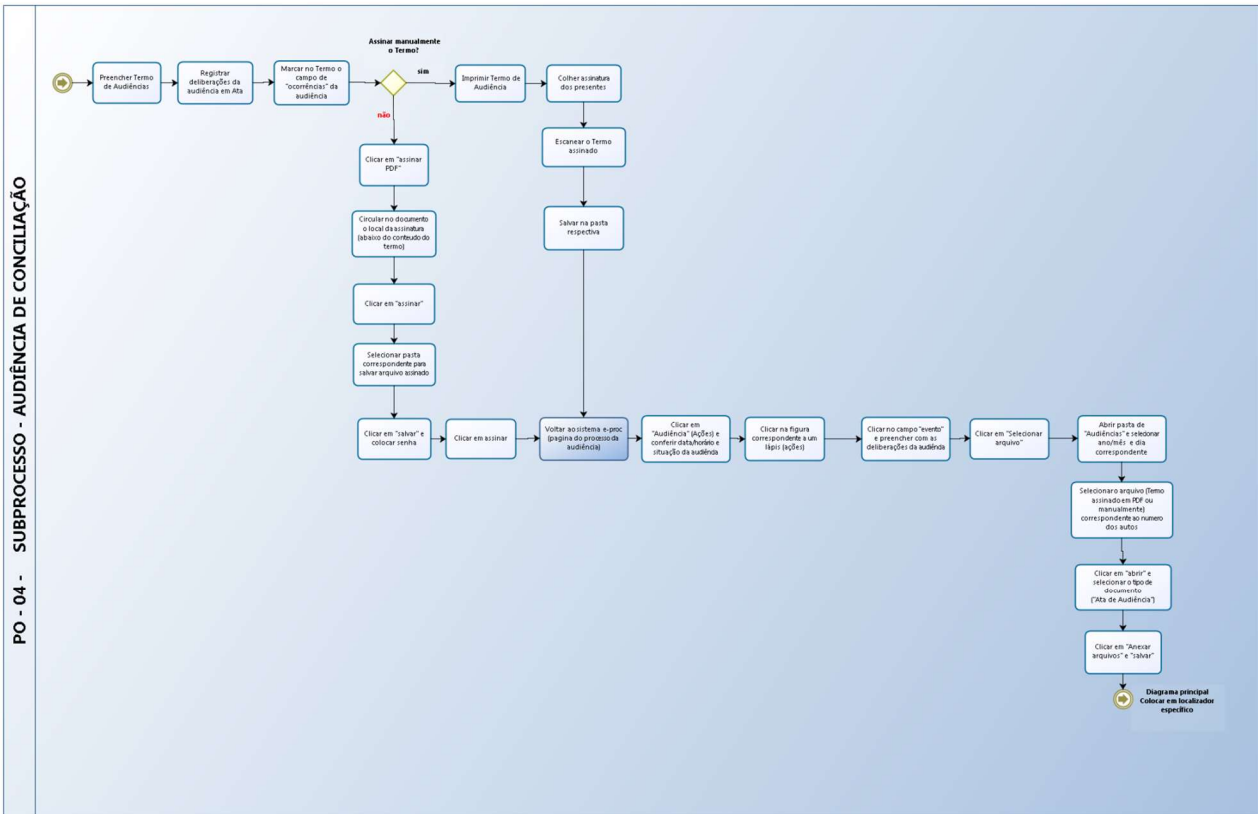 PO - 04 - SUBPROCESSO - AUDIÊNCIA DE CONCILIAÇÃO
Preencher Termo
de Audiências
Registrar
deliberações da
audiência em Ata
Marcar no Termo o
campo de
"ocorrências" da
audiência
Assinar manualmente
o Termo?
sim
não
Imprimir Termo de
Audiência
Colher assinatura
dos presentes
Escanear o Termo
assinado
Salvar na pasta
respectiva
Clicar em "assinar
PDF"
Circular no documento
o local da assinatura
(abaixo do conteudo do
termo)
Clicar em "assinar"
Selecionar pasta
correspondente para
salvar arquivo assinado
Clicar em "salvar" e
colocar senha
Clicar em assinar
Voltar ao sistema e-proc
(pagina do processo da
audiência)
Clicar em
"Audiência" (Ações) e
conferir data/horário e
situação da audiência
Clicar na figura
correspondente a um
lápis (ações)
Clicar no campo "evento"
e preencher com as
deliberações da audiência
Clicar em "Selecionar
arquivo"
Abrir pasta de
"Audiências" e selecionar
ano/mês e dia
correspondente
Selecionar o arquivo (Termo
assinado em PDF ou
manualmente)
correspondente ao numero
dos autos
Clicar em "abrir" e
selecionar o tipo de
documento
("Ata de Audiência")
Clicar em "Anexar
arquivos" e "salvar"
Diagrama principal
Colocar em localizador
específico